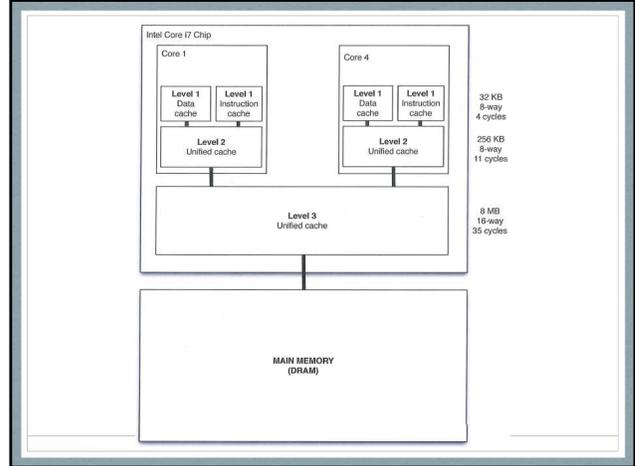 Intel Core i7 Chip
Core 1
Level 1
Data
cache
Level 1
Instruction
cache
Level 2
Unified cache
Core 4
Level 1
Data
cache
Level 1
Instruction
cache
Level 2
Unified cache
32 KB
8-way
4 cycles
256 KB
8-way
11 cycles
Level 3
Unified cache
8 MB
16-way
35 cycles
MAIN MEMORY
(DRAM)